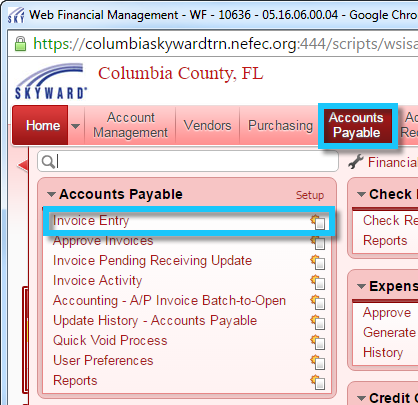 Web Financial Management - WF - 10636 - 05.16.06.00.04 - Google Chro
https://columbiaskywardtrn.nefec.org:444/scripts/wsisa
SKYWARD®
Columbia County, FL
Home
Account Management
Vendors
Purchasing
Accounts Payable
Financial
Accounts Payable
Setup
Invoice Entry
Approve Invoices
Invoice Pending Receiving Update
Invoice Activity
Accounting - A/P Invoice Batch-to-Open
Update History - Accounts Payable
Quick Void Process
User Preferences
Reports
Check R
Check Re
Reports
Expens
Approve
Generate
History
Credit C